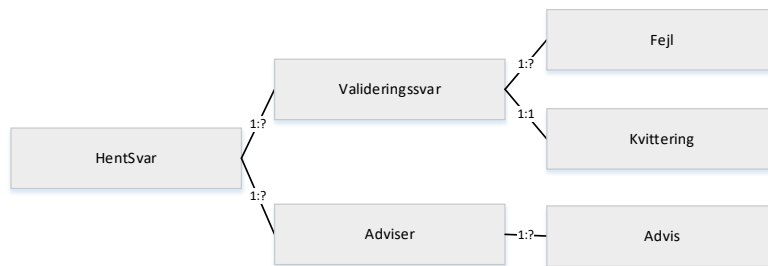 Fejl
1:?
Valideringssvar
1:?
1:1
Kvittering
HentSvar
1:?
Adviser
1:?
Advis